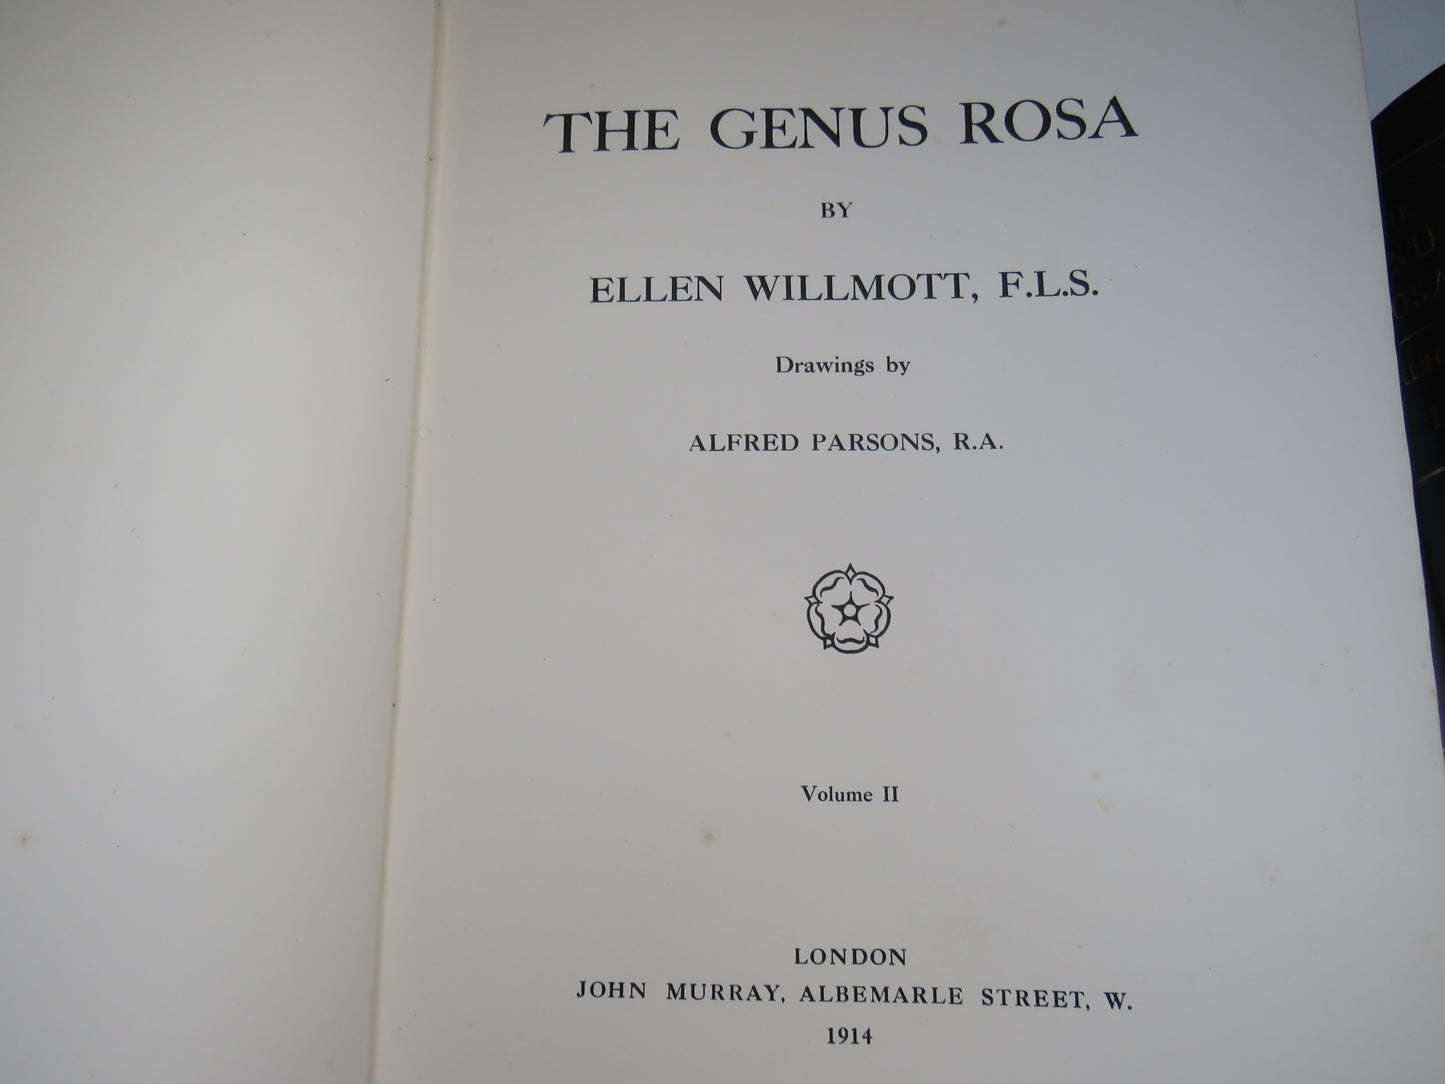 THE GENUS ROSA
BY
ELLEN WILLMOTT, F.L.S.
Drawings by
ALFRED PARSONS, R.A.
Volume II
LONDON
JOHN MURRAY, ALBEMARLE STREET, W.
1914